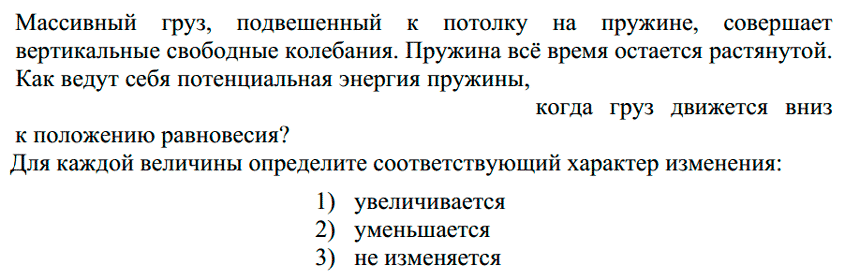 Массивный груз, подвешенный к потолку на пружине, совершает
вертикальные свободные колебания. Пружина всё время остается растянутой.
Как ведут себя потенциальная энергия пружины,
когда груз движется вниз
к положению равновесия?
Для каждой величины определите соответствующий характер изменения:
1) увеличивается
2) уменьшается
3) не изменяется